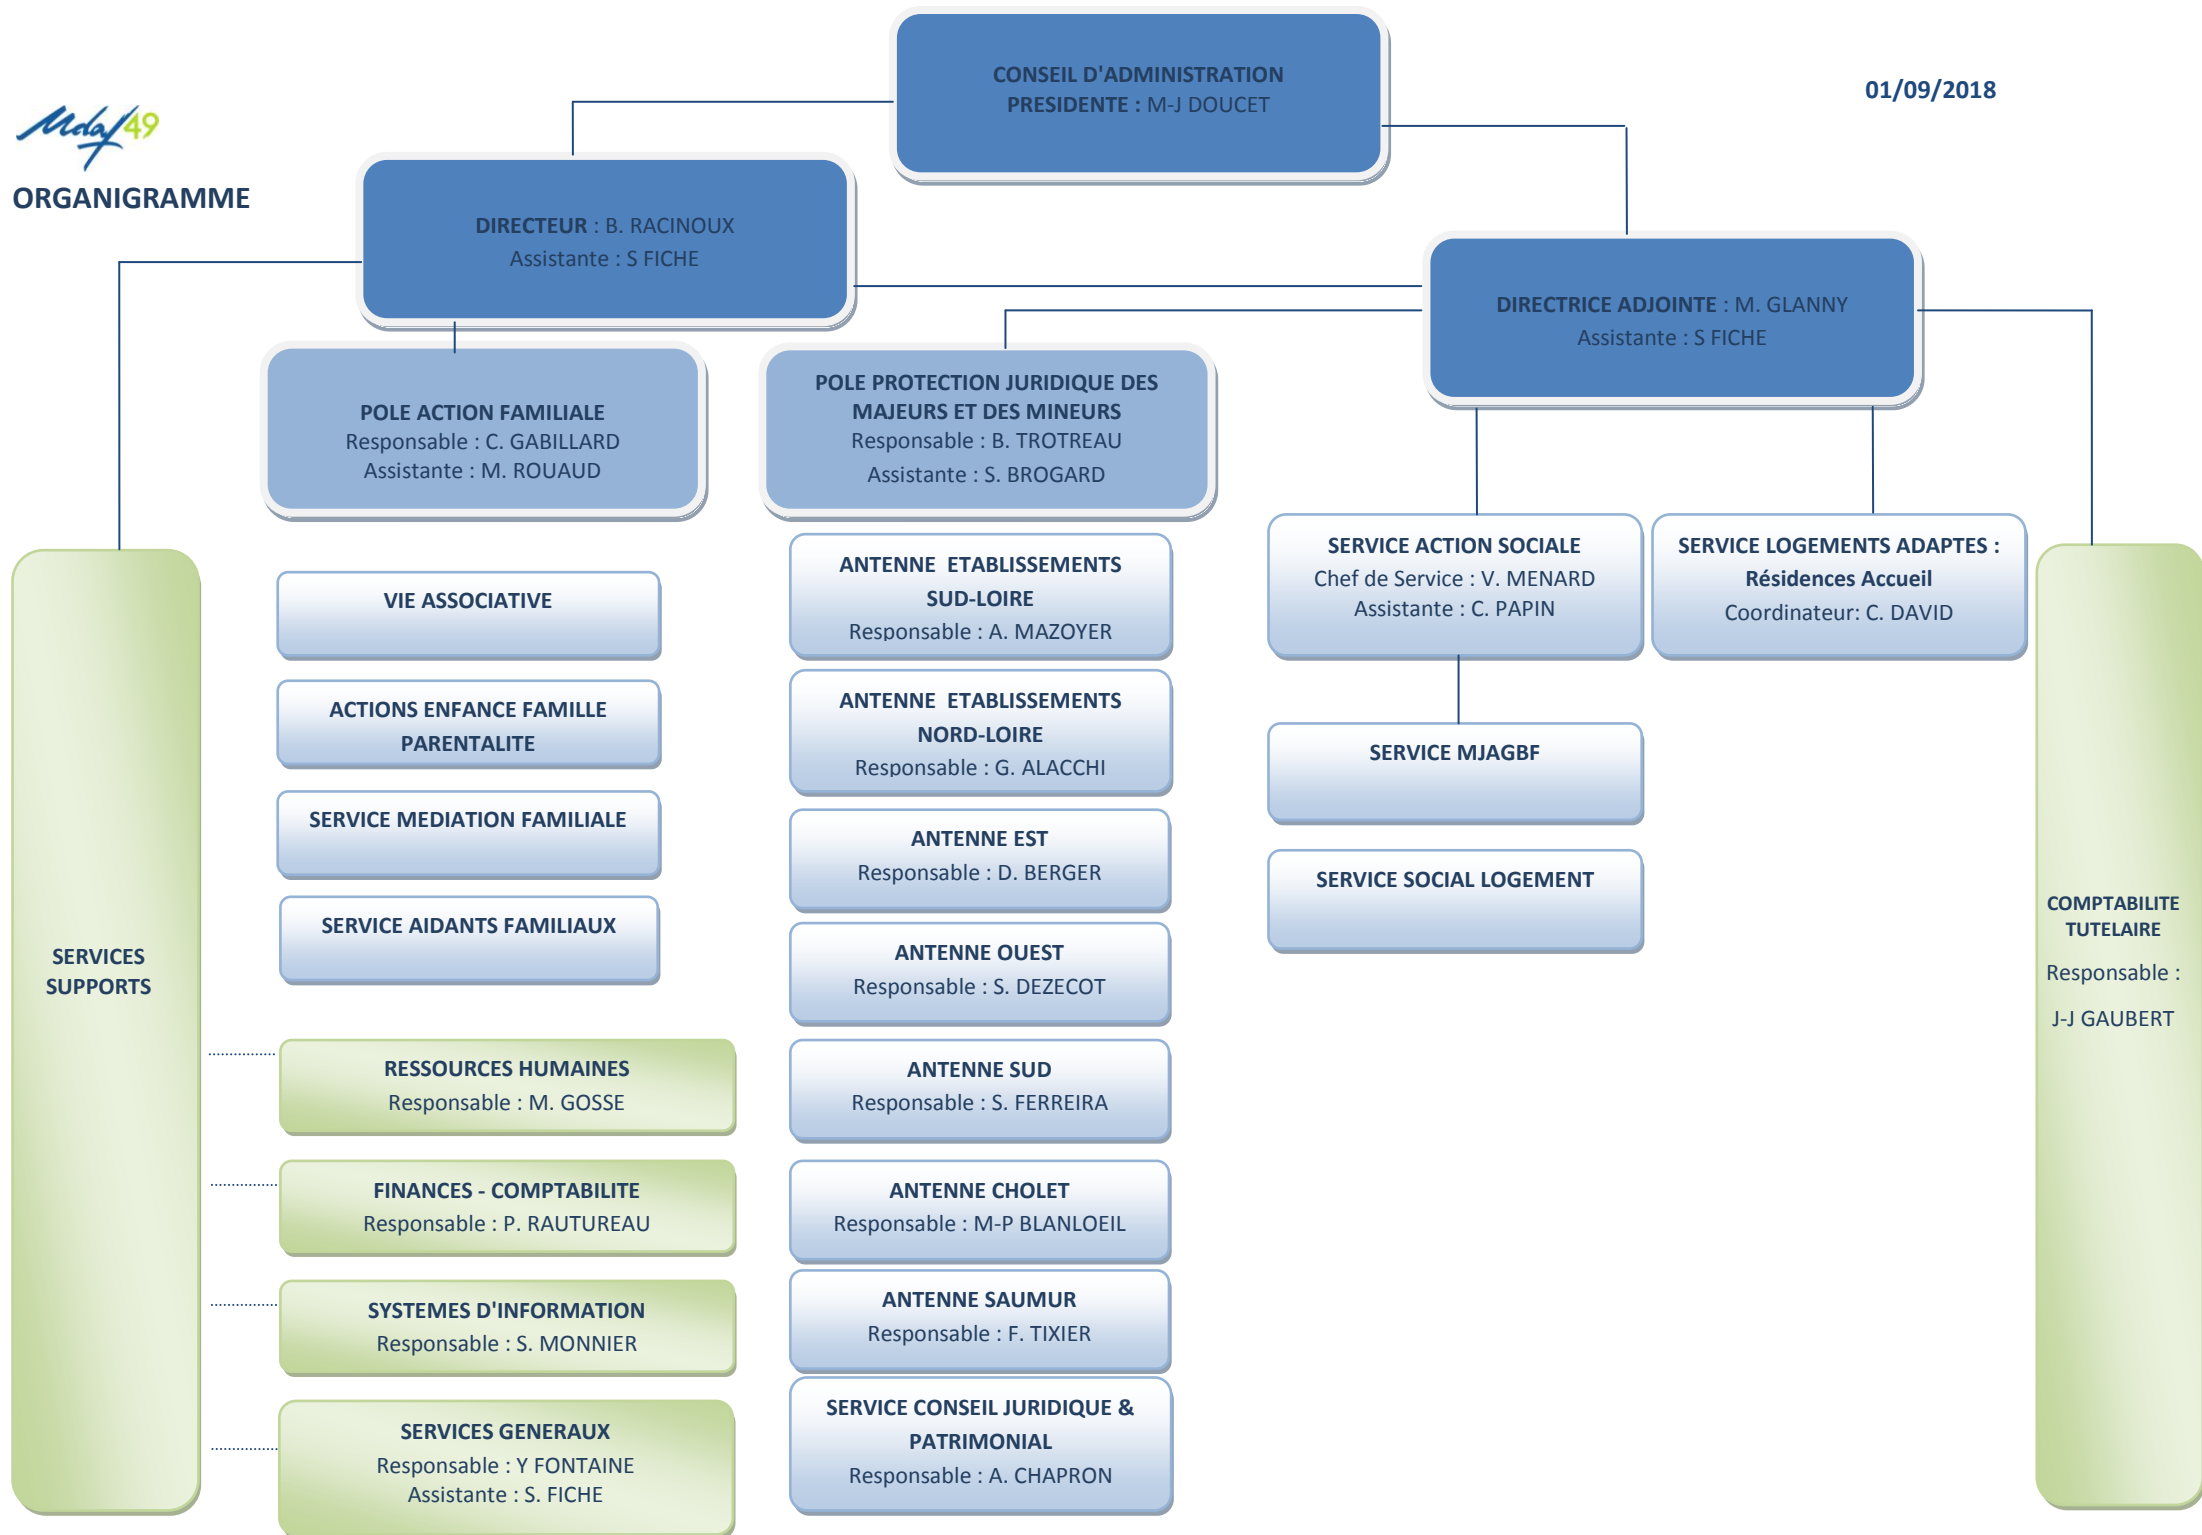 CONSEIL D'ADMINISTRATION
PRESIDENTE : M-J DOUCET
01/09/2018
Udaf 49
ORGANIGRAMME
DIRECTEUR : B. RACINOUX
Assistante : S FICHE
DIRECTRICE ADJOINTE : M. GLANNY
Assistante : S FICHE
POLE ACTION FAMILIALE
Responsable : C. GABILLARD
Assistante : M. ROUAUD
POLE PROTECTION JURIDIQUE DES
MAJEURS ET DES MINEURS
Responsable : B. TROTREAU
Assistante : S. BROGARD
SERVICE ACTION SOCIALE
Chef de Service : V. MENARD
Assistante : C. PAPIN
SERVICE LOGEMENTS ADAPTES :
Résidences Accueil
Coordinateur: C. DAVID
SERVICES
SUPPORTS
VIE ASSOCIATIVE
ACTIONS ENFANCE FAMILLE
PARENTALITE
SERVICE MEDIATION FAMILIALE
SERVICE AIDANTS FAMILIAUX
RESSOURCES HUMAINES
Responsable : M. GOSSE
FINANCES - COMPTABILITE
Responsable : P. RAUTUREAU
SYSTEMES D'INFORMATION
Responsable : S. MONNIER
SERVICES GENERAUX
Responsable : Y FONTAINE
Assistante : S. FICHE
ANTENNE ETABLISSEMENTS
SUD-LOIRE
Responsable : A. MAZOYER
ANTENNE ETABLISSEMENTS
NORD-LOIRE
Responsable : G. ALACCHI
ANTENNE EST
Responsable : D. BERGER
ANTENNE OUEST
Responsable : S. DEZECOT
ANTENNE SUD
Responsable : S. FERREIRA
ANTENNE CHOLET
Responsable : M-P BLANLOEIL
ANTENNE SAUMUR
Responsable : F. TIXIER
SERVICE CONSEIL JURIDIQUE &
PATRIMONIAL
Responsable : A. CHAPRON
SERVICE MJAGBF
SERVICE SOCIAL LOGEMENT
COMPTABILITE
TUTELAIRE
Responsable :
J-J GAUBERT